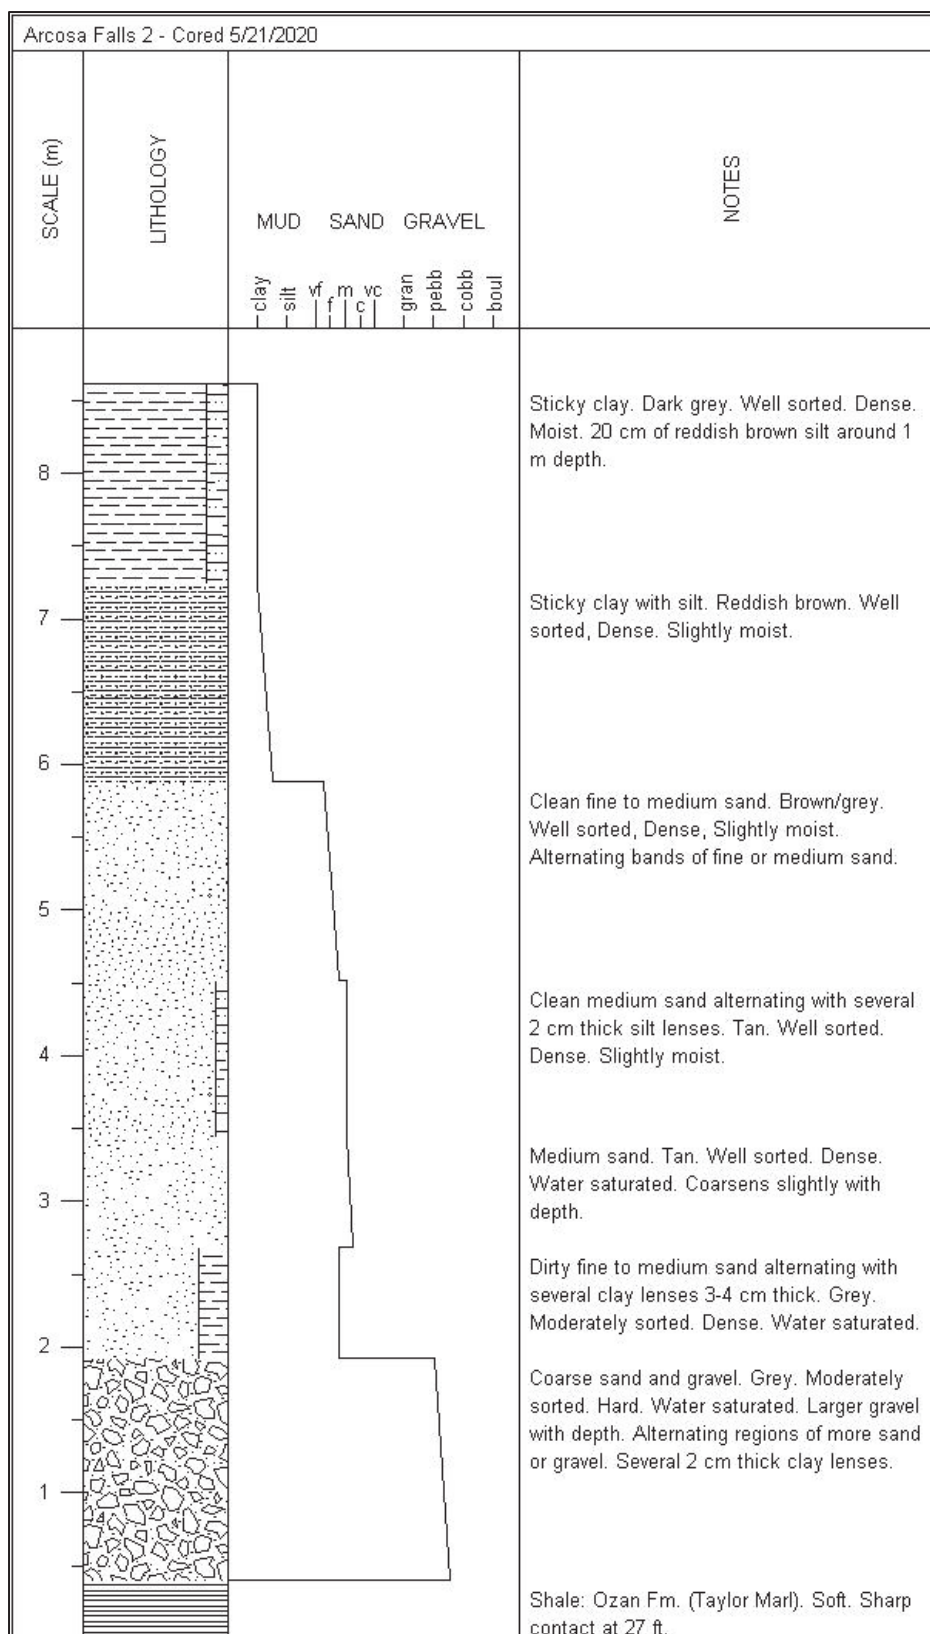 Arcosa Falls 2 - Cored 5/21/2020
SCALE (m)
LITHOLOGY
MUD SAND GRAVEL
clay silt vf f m c vc gran pebb cobb boul
NOTES
Sticky clay. Dark grey. Well sorted. Dense.
Moist. 20 cm of reddish brown silt around 1
m depth.
8
Sticky clay with silt. Reddish brown. Well
sorted, Dense. Slightly moist.
7
6
Clean fine to medium sand. Brown/grey.
Well sorted, Dense, Slightly moist.
Alternating bands of fine or medium sand.
5
Clean medium sand alternating with several
2 cm thick silt lenses. Tan. Well sorted.
Dense. Slightly moist.
4
Medium sand. Tan. Well sorted. Dense.
Water saturated. Coarsens slightly with
depth.
3
Dirty fine to medium sand alternating with
several clay lenses 3-4 cm thick. Grey.
Moderately sorted. Dense. Water saturated.
2
Coarse sand and gravel. Grey. Moderately
sorted. Hard. Water saturated. Larger gravel
with depth. Alternating regions of more sand
or gravel. Several 2 cm thick clay lenses.
1
Shale: Ozan Fm. (Taylor Marl). Soft. Sharp
contact at 27 ft.